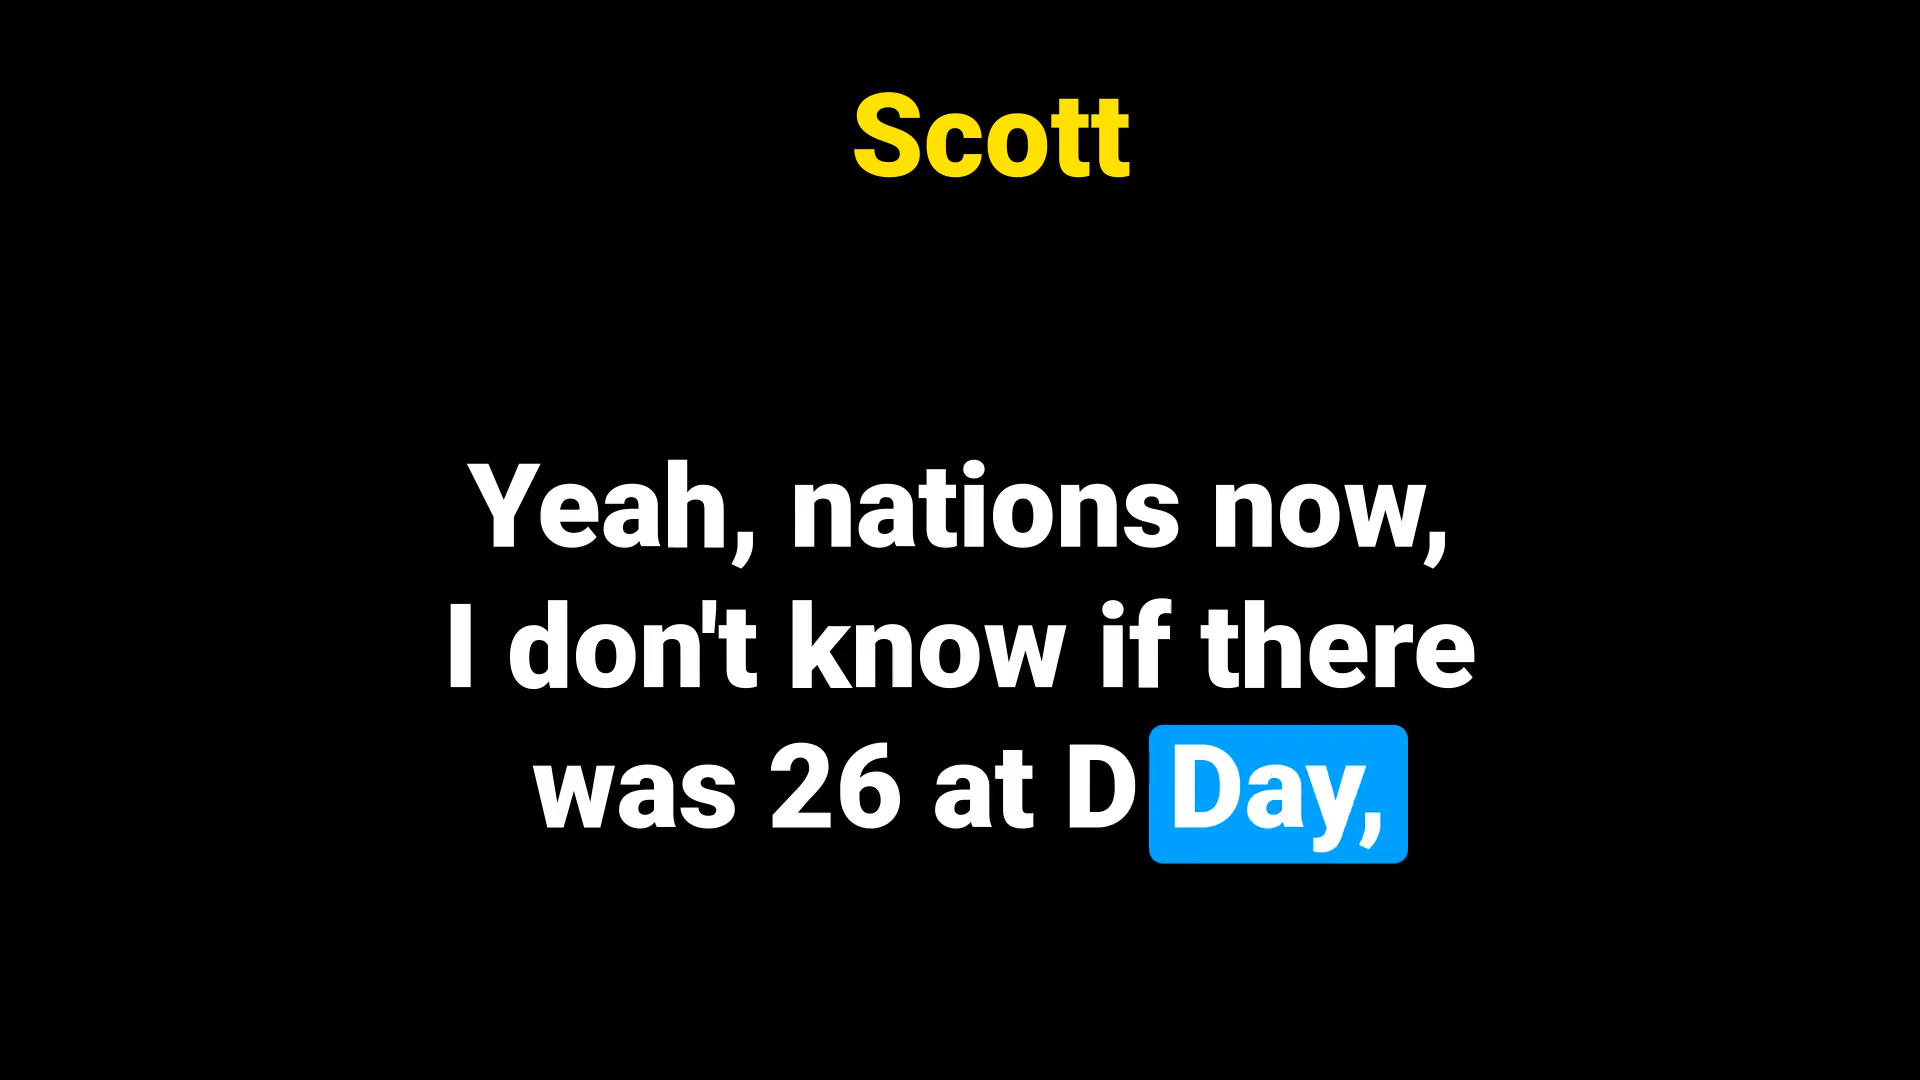 Scott
Yeah, nations now,
I don't know if there
was 26 at D Day,